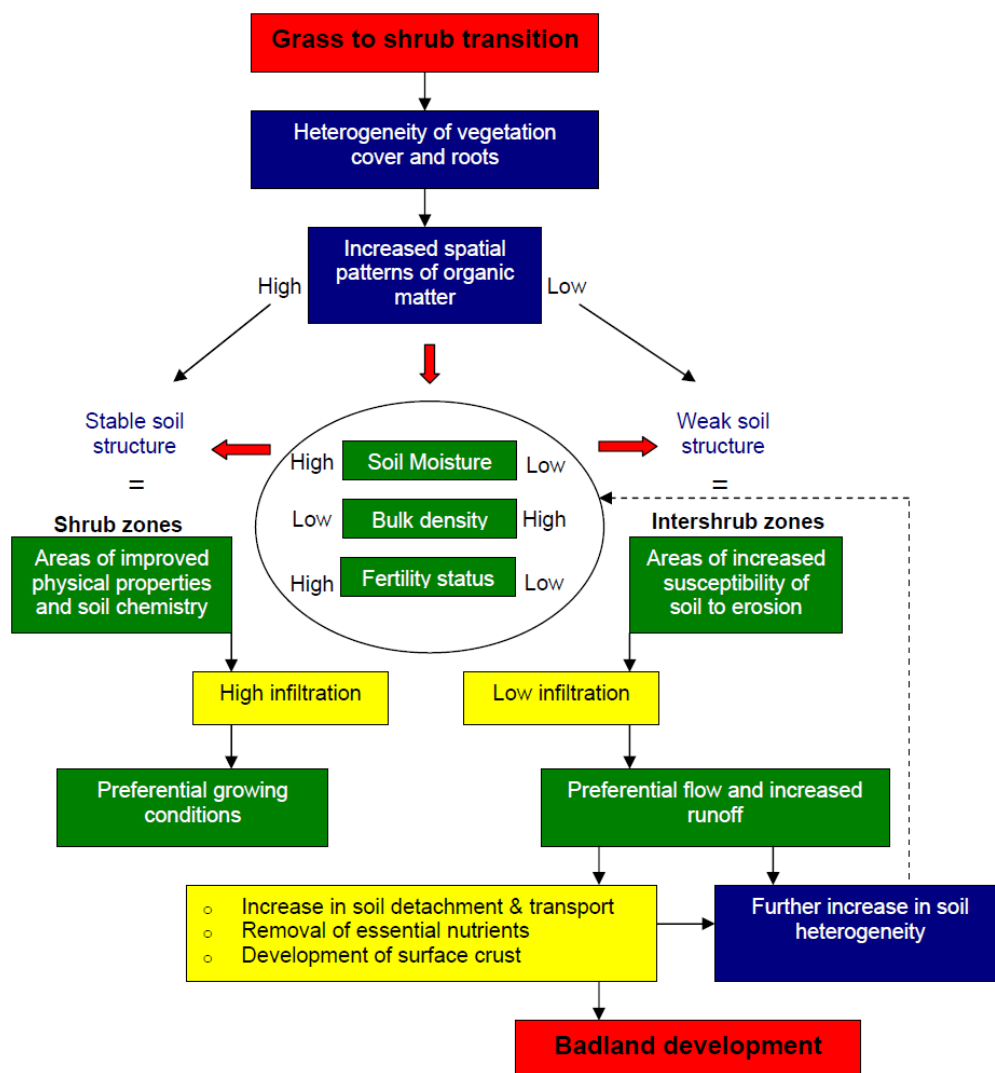 Grass to shrub transition
Heterogeneity of vegetation
cover and roots
Increased spatial
patterns of organic
matter
High
Low
Stable soil
structure
=
Weak soil
structure
=
High
Soil Moisture
Low
Low
Bulk density
High
High
Fertility status
Low
Shrub zones
Areas of improved
physical properties
and soil chemistry
Intershrub zones
Areas of increased
susceptibility of
soil to erosion
High infiltration
Low infiltration
Preferential growing
conditions
Preferential flow and increased
runoff
o Increase in soil detachment & transport
o Removal of essential nutrients
o Development of surface crust
Further increase in soil
heterogeneity
Badland development